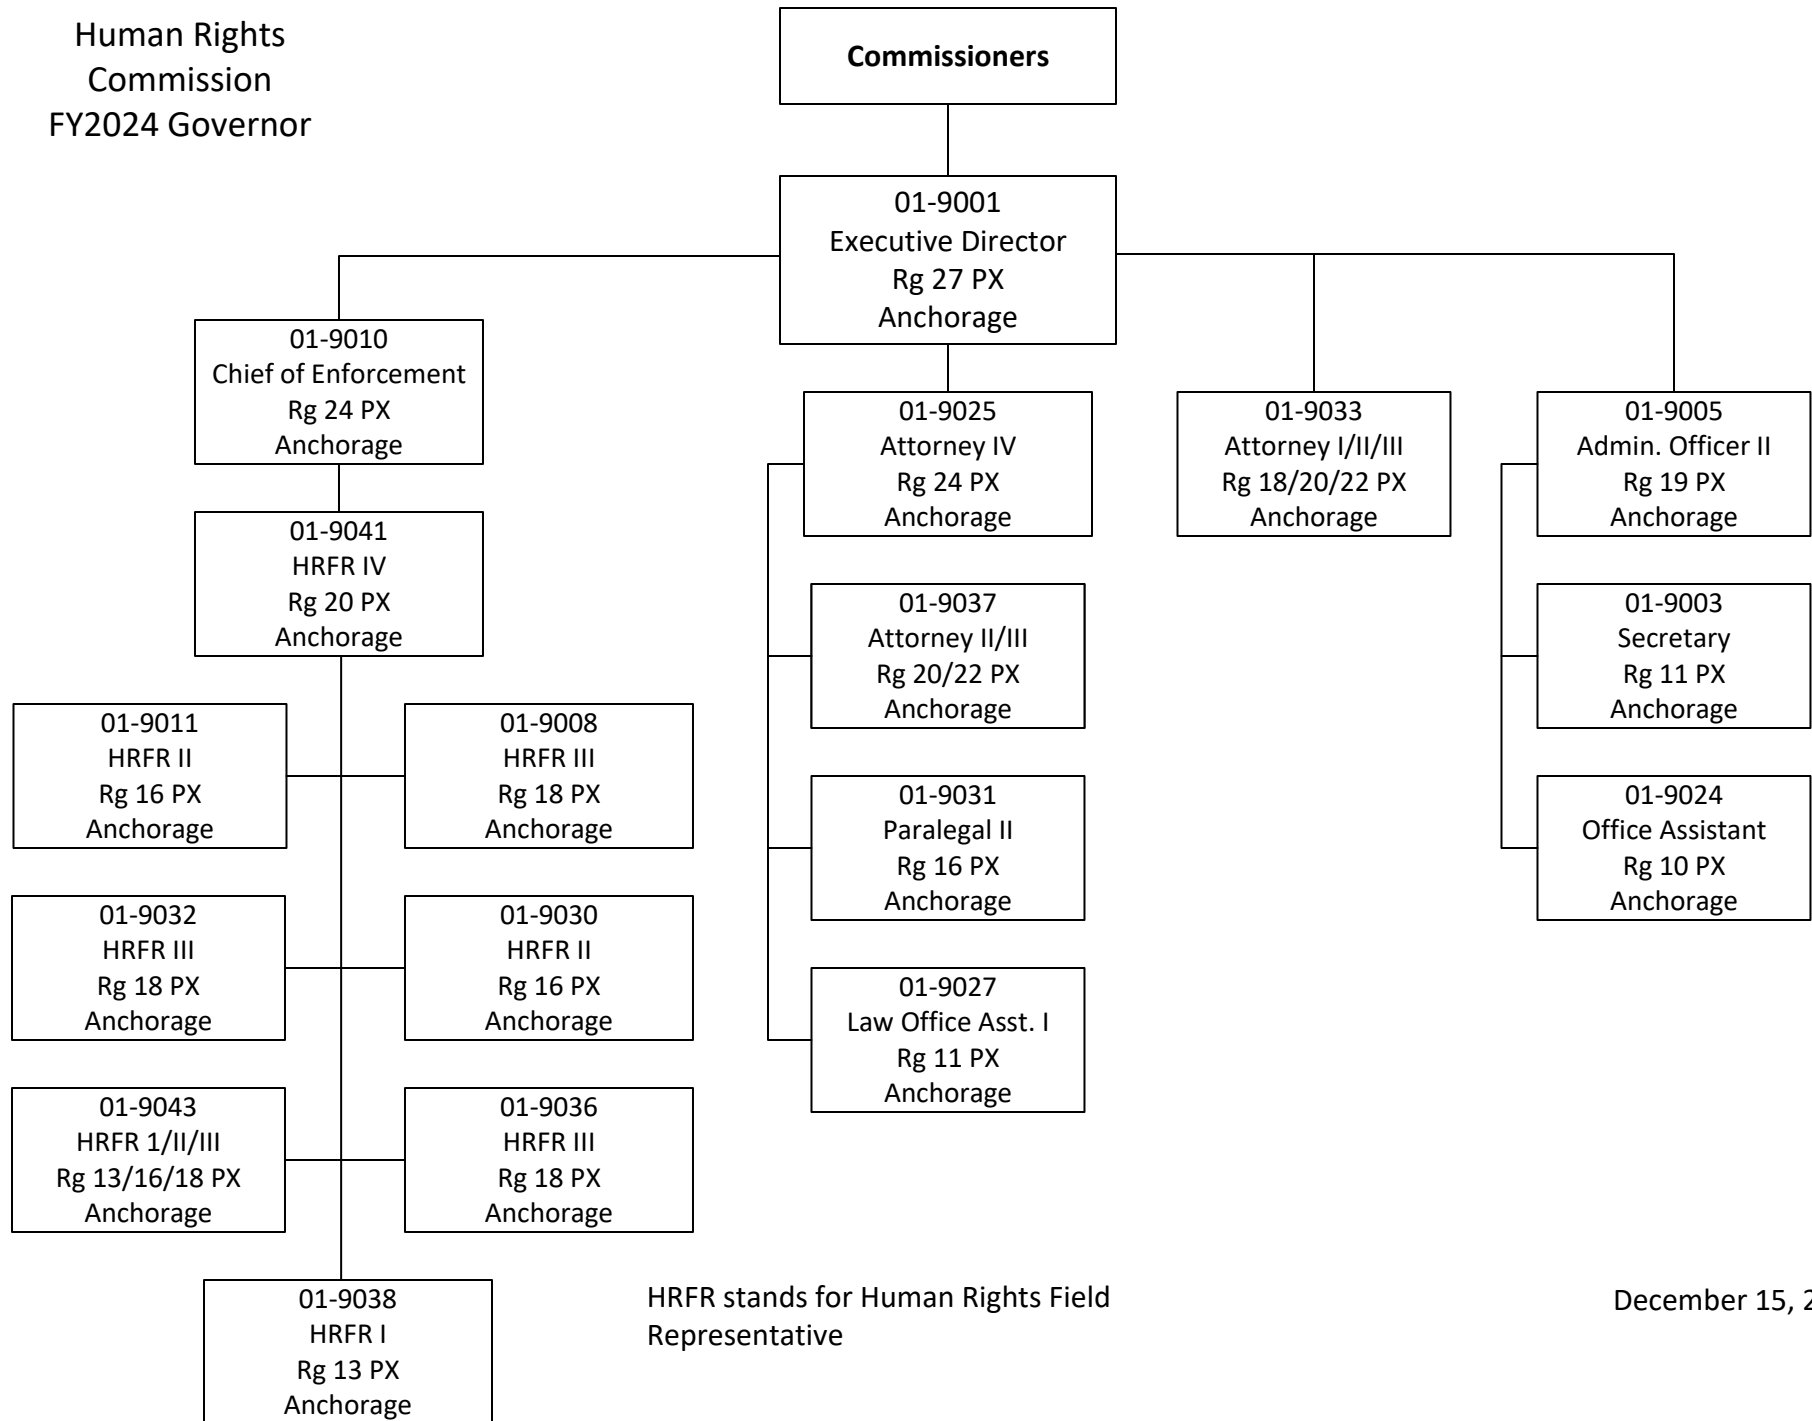 Human Rights
Commission
FY2024 Governor
Commissioners
01-9001
Executive Director
Rg 27 PX
Anchorage
01-9010
Chief of Enforcement
Rg 24 PX
Anchorage
01-9025
Attorney IV
Rg 24 PX
Anchorage
01-9033
Attorney I/II/III
Rg 18/20/22 PX
Anchorage
01-9005
Admin. Officer II
Rg 19 PX
Anchorage
01-9041
HRFR IV
Rg 20 PX
Anchorage
01-9037
Attorney II/III
Rg 20/22 PX
Anchorage
01-9003
Secretary
Rg 11 PX
Anchorage
01-9011
HRFR II
Rg 16 PX
Anchorage
01-9008
HRFR III
Rg 18 PX
Anchorage
01-9031
Paralegal II
Rg 16 PX
Anchorage
01-9024
Office Assistant
Rg 10 PX
Anchorage
01-9032
HRFR III
Rg 18 PX
Anchorage
01-9030
HRFR II
Rg 16 PX
Anchorage
01-9027
Law Office Asst. I
Rg 11 PX
Anchorage
01-9043
HRFR 1/II/III
Rg 13/16/18 PX
Anchorage
01-9036
HRFR III
Rg 18 PX
Anchorage
01-9038
HRFR I
Rg 13 PX
Anchorage
HRFR stands for Human Rights Field
Representative
December 15, 2